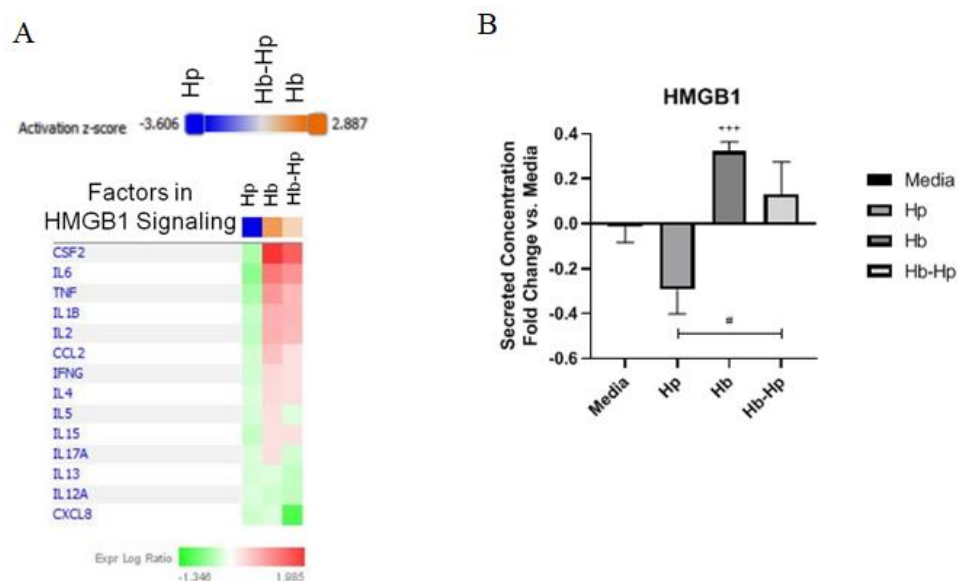 A
Hp
Hb-Hp
Hb
Activation z-score -3.606 2.887
Factors in
HMGB1 Signaling
Hp
Hb
Hb-Hp
CSF2
IL6
TNF
IL1B
IL2
CCL2
IFNG
IL4
IL5
IL15
IL17A
IL13
IL12A
CXCL8
Expr Log Ratio
-1.346 1.985
B
HMGB1
Secreted Concentration
Fold Change vs. Media
0.4
0.2
0.0
-0.2
-0.4
-0.6
+++
#
Media
Hp
Hb
Hb-Hp
Media
Hp
Hb
Hb-Hp